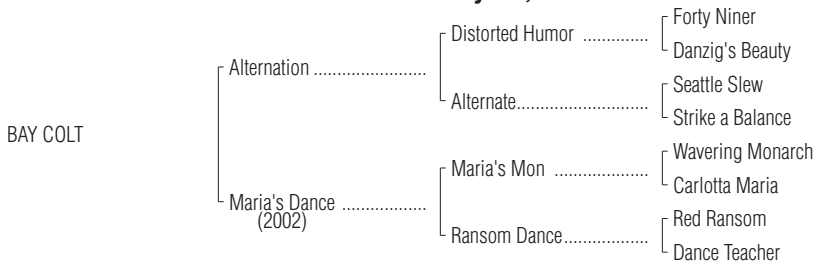 Forty Niner
Distorted Humor ..............
Danzig's Beauty
Alternation ........................
Seattle Slew
Alternate............................
Strike a Balance
BAY COLT
Wavering Monarch
Maria's Mon ....................
Carlotta Maria
Maria's Dance ..................
(2002)
Red Ransom
Ransom Dance..................
Dance Teacher